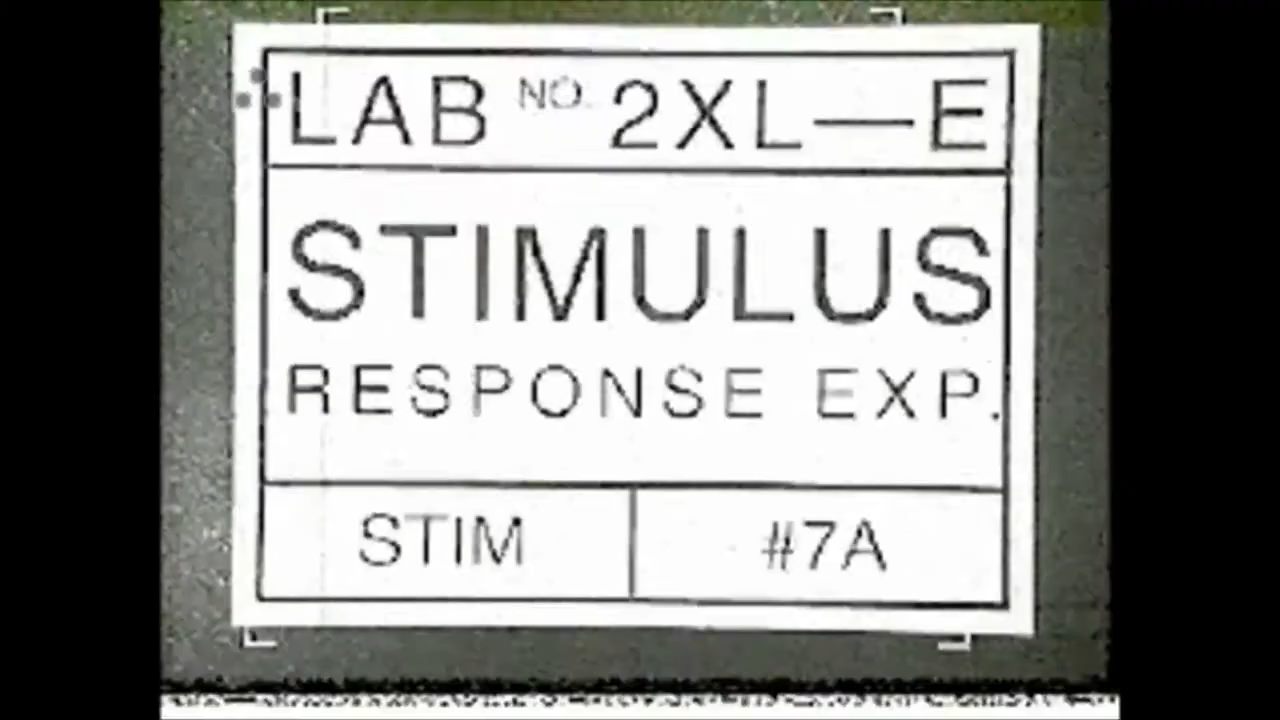 LAB NO. 2XL—E
STIMULUS
RESPONSE EXP.
STIM #7A